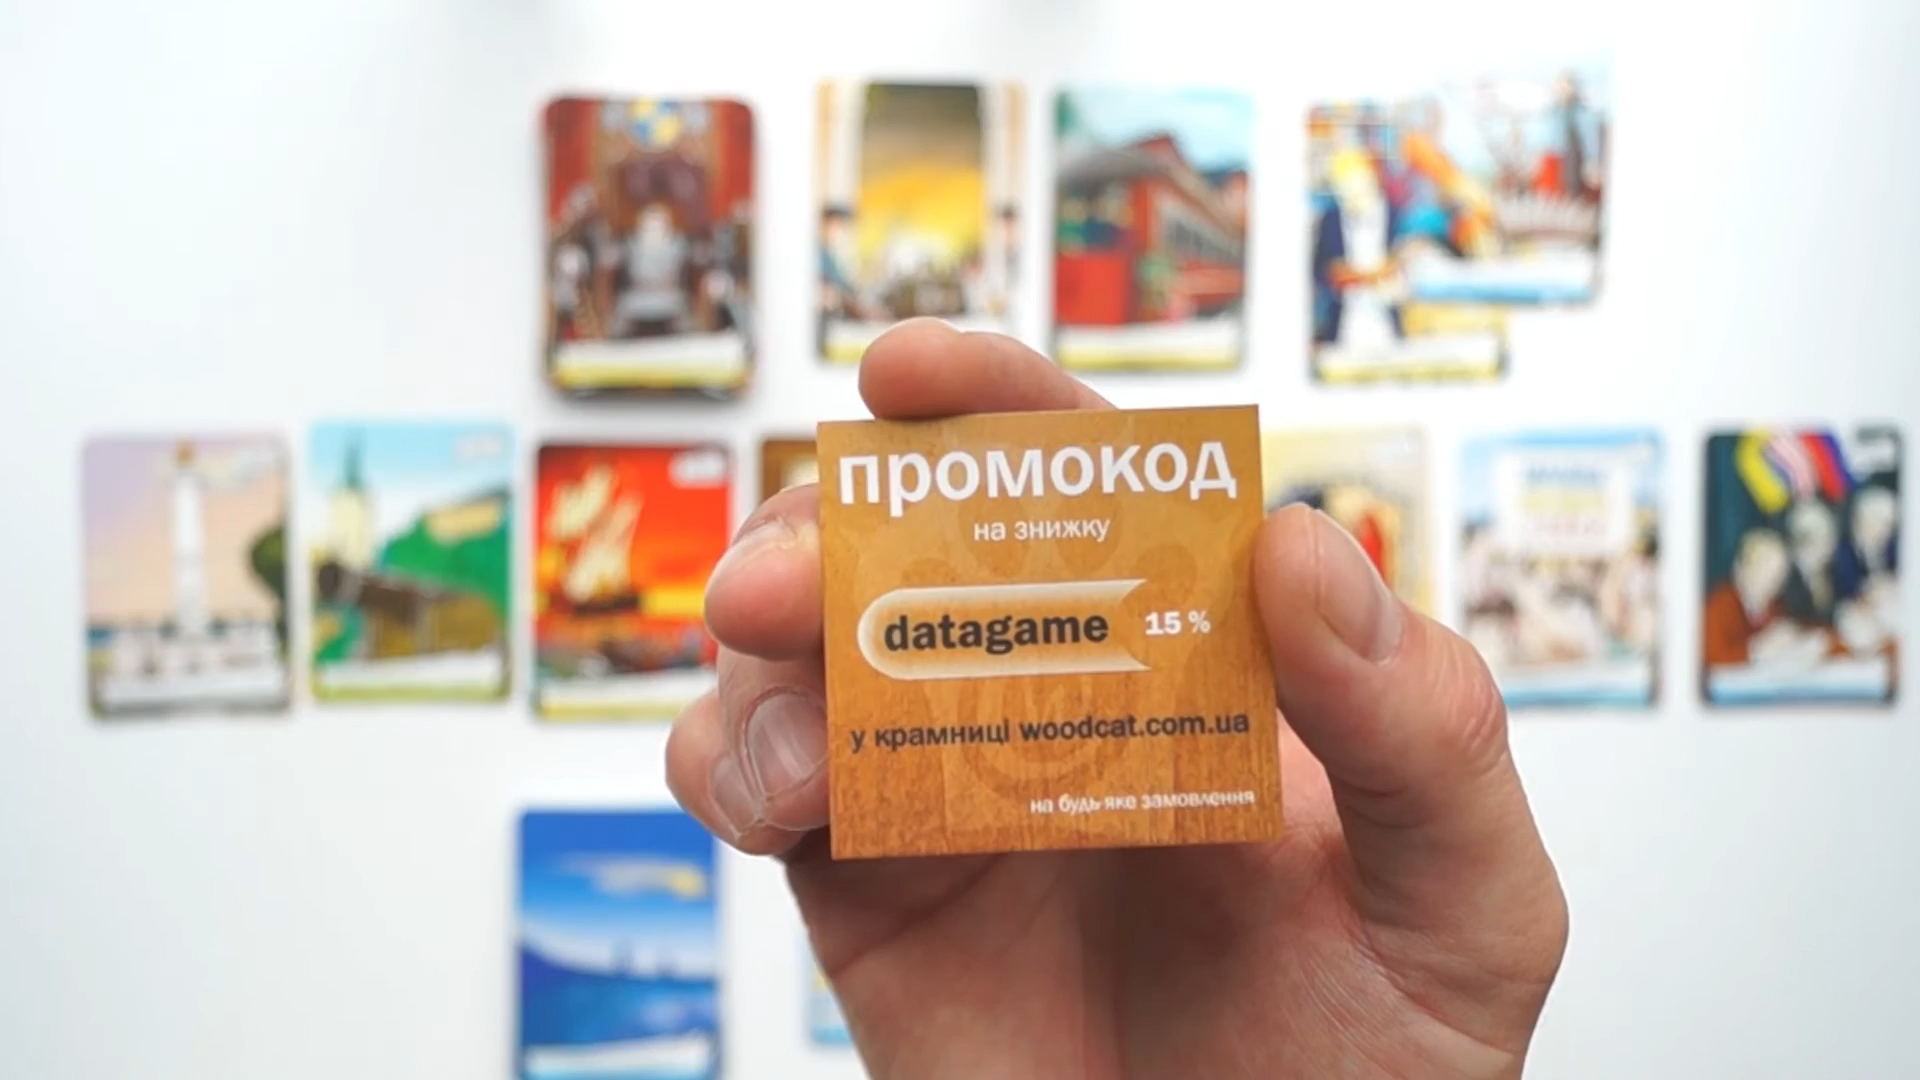 промокод
на знижку
datagame 15 %
у крамниці woodcat.com.ua
на будь-яке замовлення